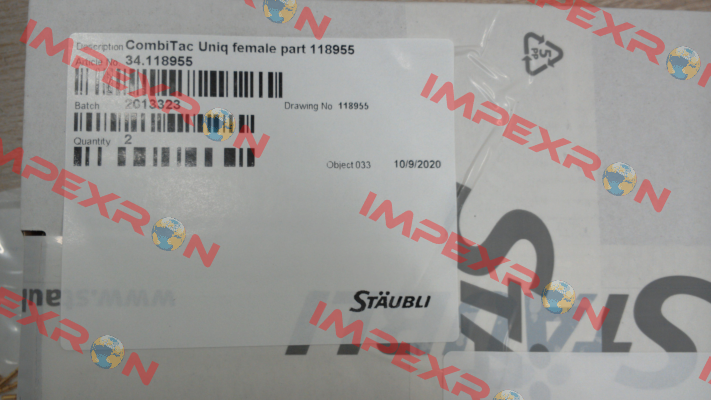 Description CombiTac Uniq female part 118955
Article No. 34.118955
Batch 2013323 Drawing No. 118955
Quantity 2
Object 033 10/9/2020
STÄUBLI
IMPEXRON
IMPEXRON
IMPEXRON
IMPEXRON
IMPEXRON
IMPEXRON
IMPEXRON